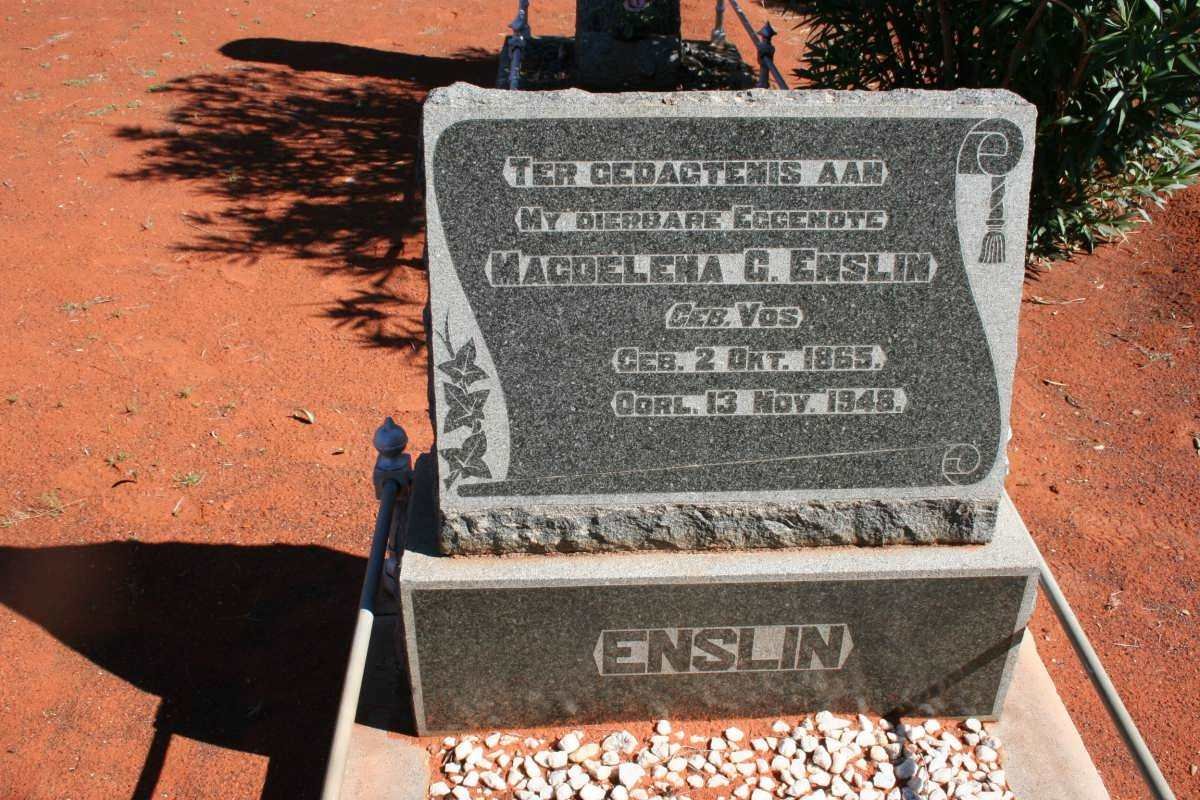 TER GEDAGTENIS AAN
MY DIERBARE EGGENOTE
MAGDELENA G. ENSLIN
GEB. VOS
GEB. 2 OKT. 1865.
OORL. 13 NOV. 1948.
ENSLIN